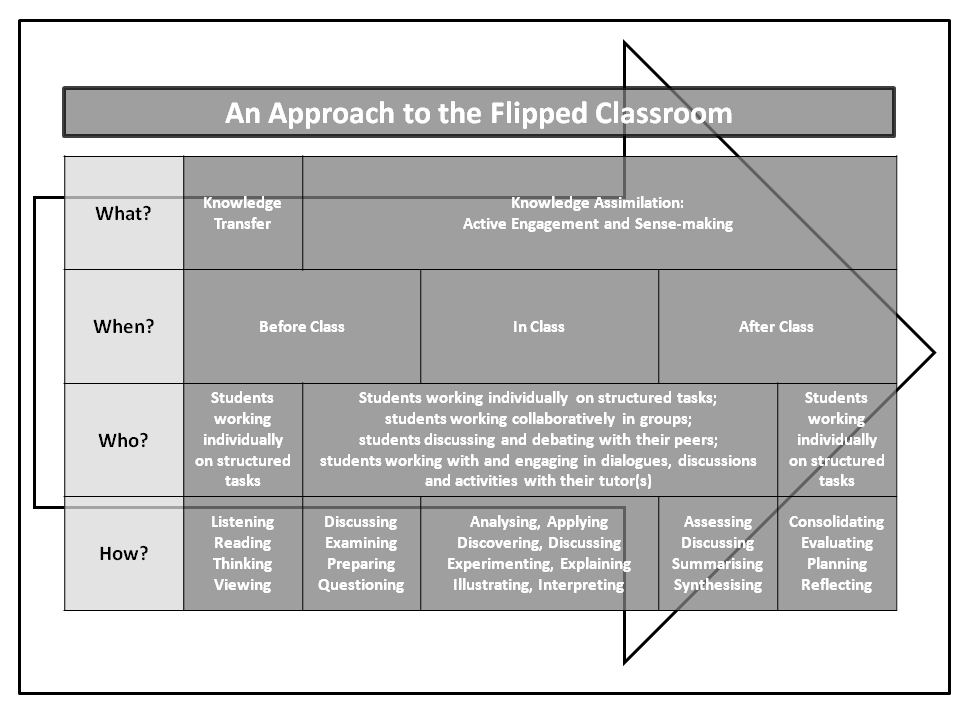 An Approach to the Flipped Classroom
What?
Knowledge
Transfer
Knowledge Assimilation:
Active Engagement and Sense-making
When?
Before Class
In Class
After Class
Who?
Students
working
individually
on structured
tasks
Students working individually on structured tasks;
students working collaboratively in groups;
students discussing and debating with their peers;
students working with and engaging in dialogues, discussions
and activities with their tutor(s)
Students
working
individually
on structured
tasks
How?
Listening
Reading
Thinking
Viewing
Discussing
Examining
Preparing
Questioning
Analysing, Applying
Discovering, Discussing
Experimenting, Explaining
Illustrating, Interpreting
Assessing
Discussing
Summarising
Synthesising
Consolidating
Evaluating
Planning
Reflecting